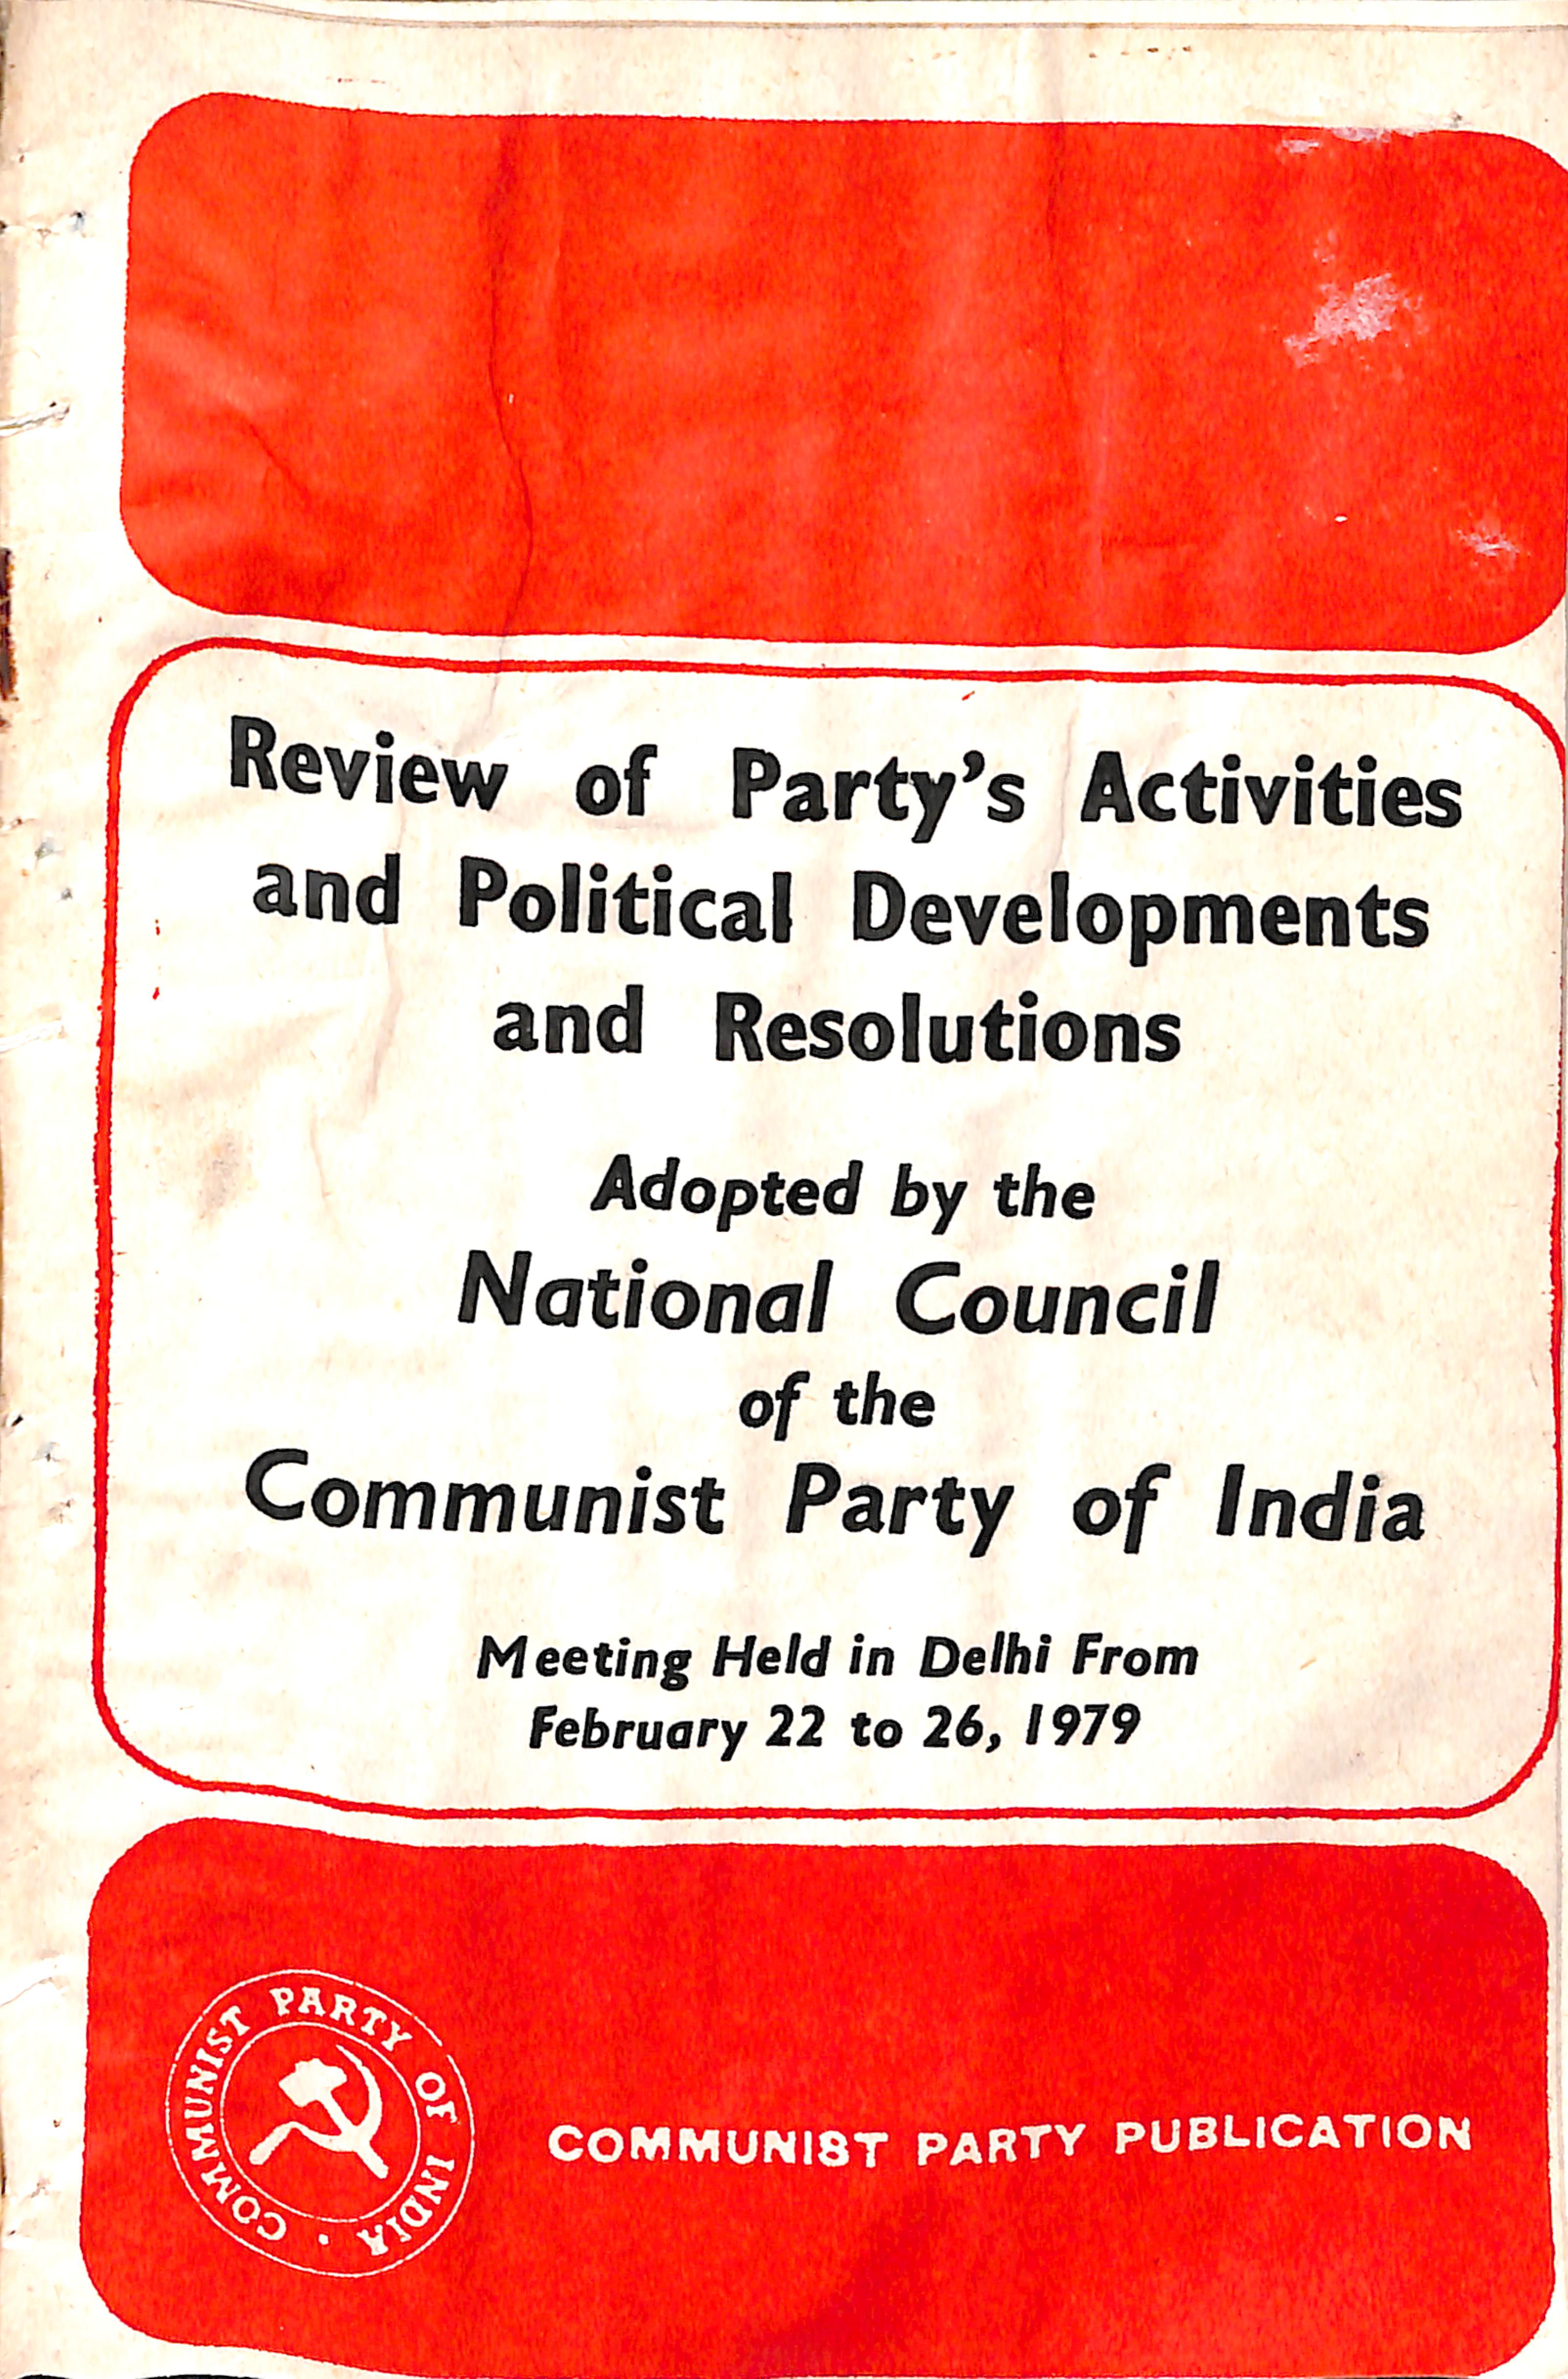 Review of Party’s Activities
and Political Developments
and Resolutions
Adopted by the
National Council
of the
Communist Party of India
Meeting Held in Delhi From
February 22 to 26, 1979
COMMUNIST PARTY OF INDIA
COMMUNIST PARTY PUBLICATION